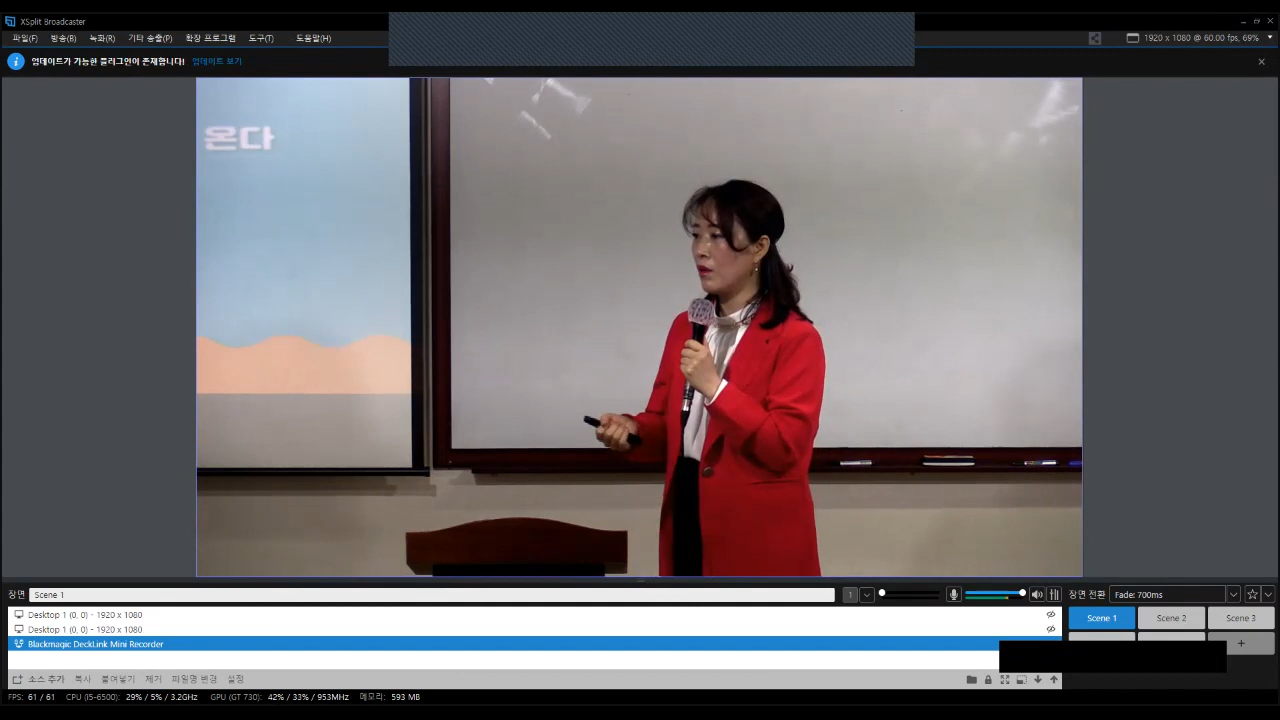 XSplit Broadcaster
파일(F) 방송(B) 녹화(R) 기타 송출(P) 확장 프로그램 도구(T) 도움말(H) 1920 x 1080 @ 60.00 fps, 69%
업데이트가 가능한 플러그인이 존재합니다! 업데이트 보기
온다
장면 Scene 1 1 장면 전환 Fade: 700ms
Desktop 1 (0, 0) - 1920 x 1080
Desktop 1 (0, 0) - 1920 x 1080
Blackmagic DeckLink Mini Recorder
Scene 1 Scene 2 Scene 3
소스 추가 복사 붙여넣기 제거 파일명 변경 설정
FPS: 61 / 61 CPU (i5-6500): 29% / 5% / 3.2GHz GPU (GT 730): 42% / 33% / 953MHz 메모리: 593 MB